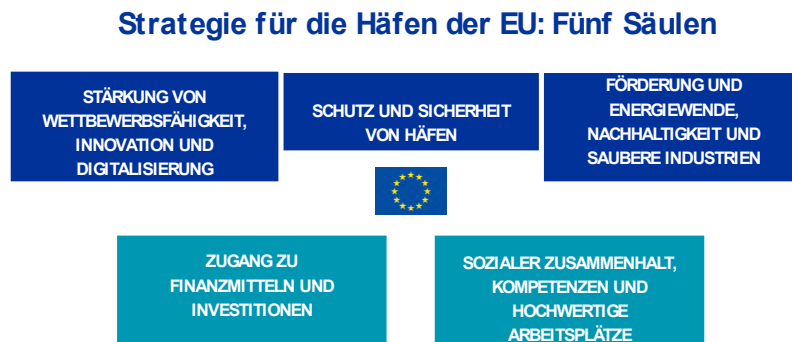 Strategie für die Häfen der EU: Fünf Säulen
STÄRKUNG VON
WETTBEWERBSFÄHIGKEIT,
INNOVATION UND
DIGITALISIERUNG
SCHUTZ UND SICHERHEIT
VON HÄFEN
FÖRDERUNG UND
ENERGIEWENDE,
NACHHALTIGKEIT UND
SAUBERE INDUSTRIEN
ZUGANG ZU
FINANZMITTELN UND
INVESTITIONEN
SOZIALER ZUSAMMENHALT,
KOMPETENZEN UND
HOCHWERTIGE
ARBEITSPLÄTZE